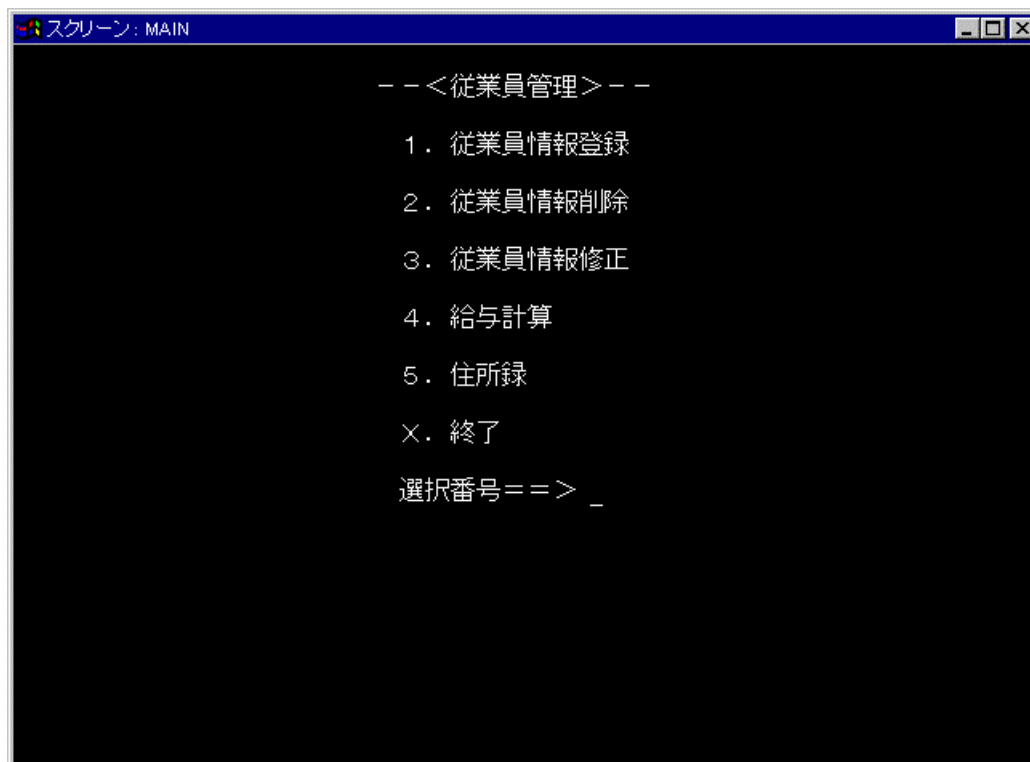 スクリーン : MAIN
－－＜従業員管理＞－－
１．従業員情報登録
２．従業員情報削除
３．従業員情報修正
４．給与計算
５．住所録
Ｘ．終了
選択番号＝＝＞ _